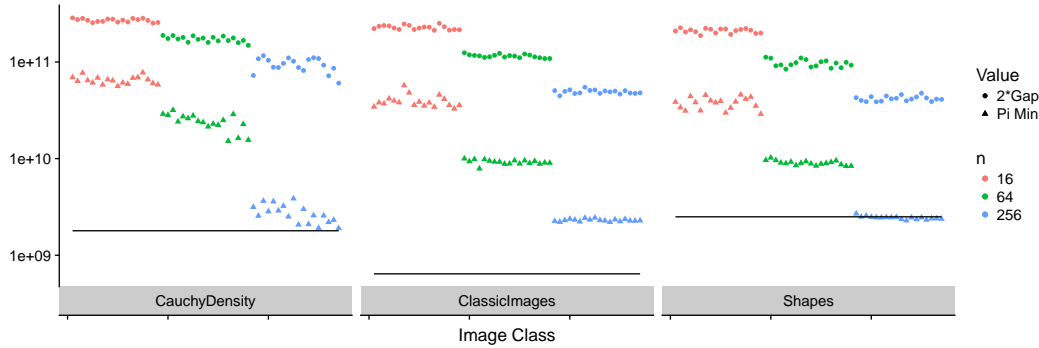 1e+11
1e+10
1e+09
CauchyDensity
ClassicImages
Shapes
Image Class
Value
2*Gap
Pi Min
n
16
64
256